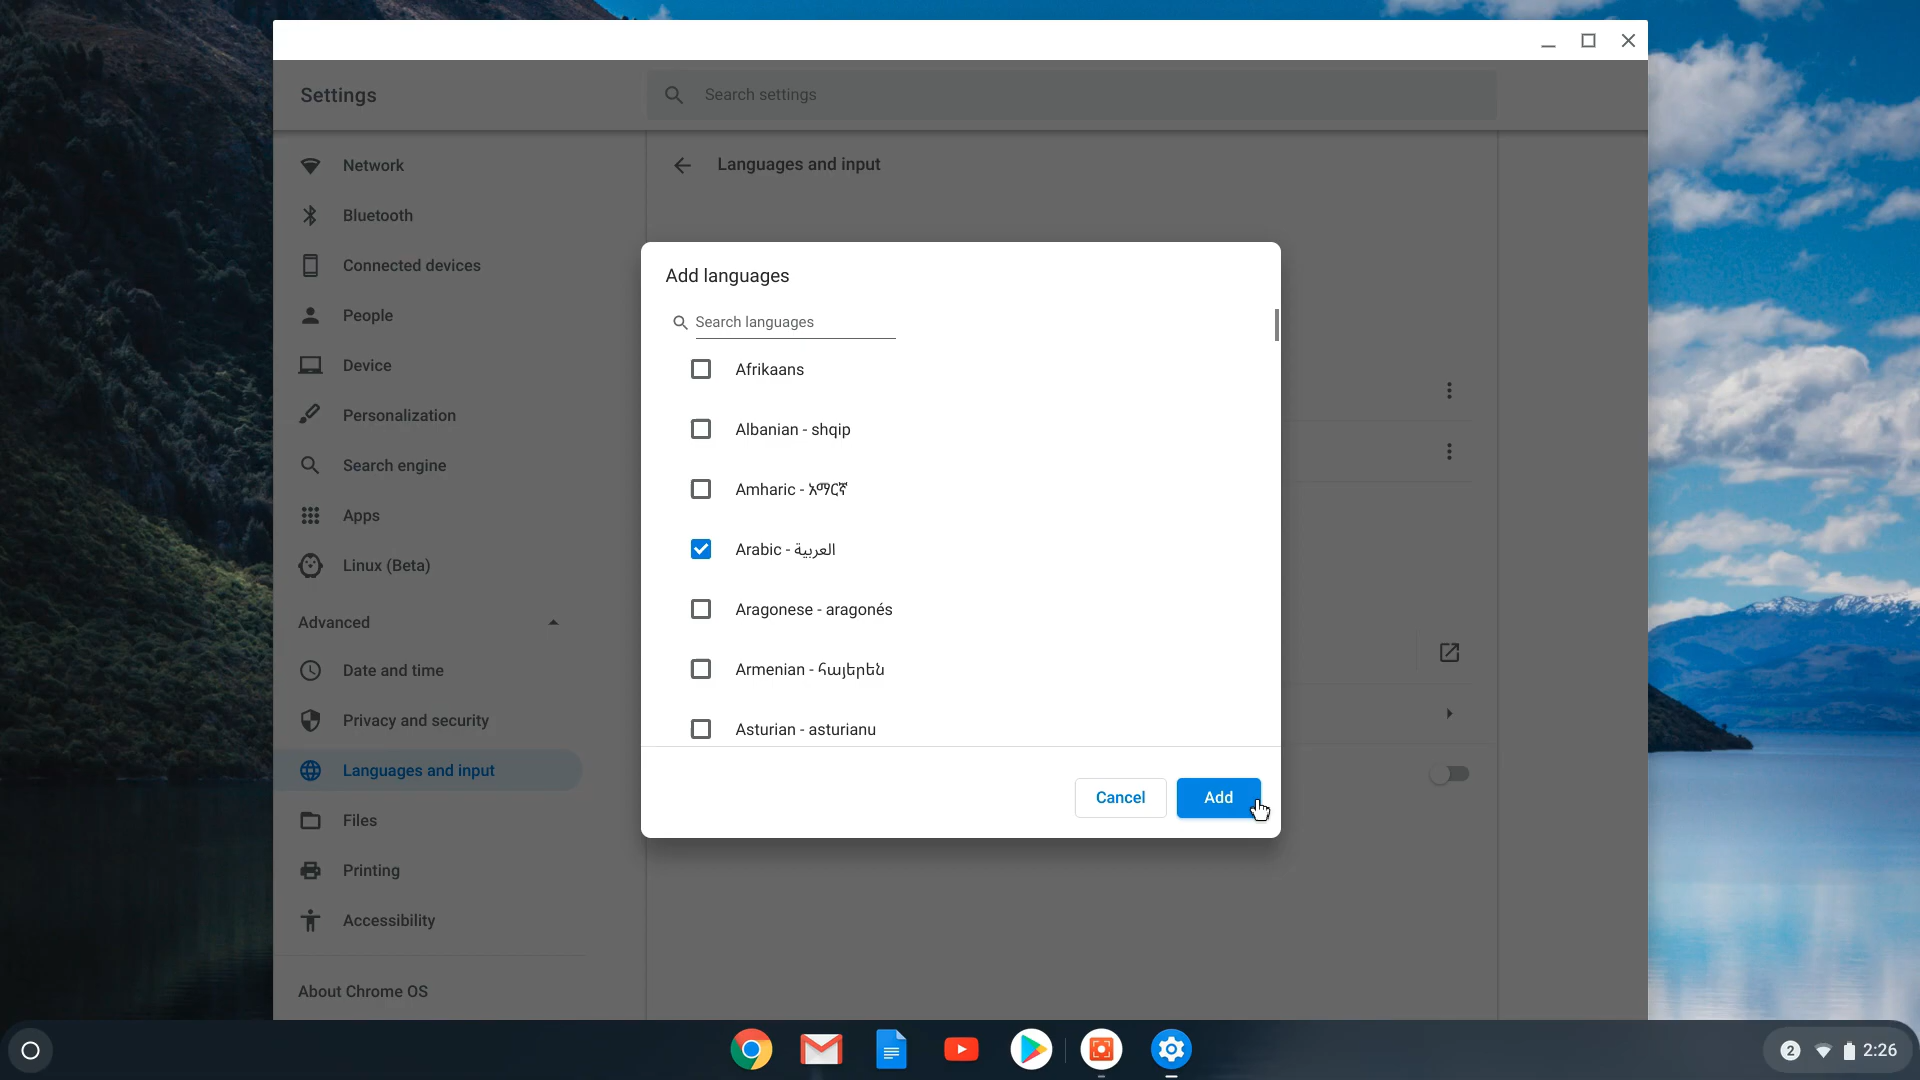 Settings
Search settings
Network
Bluetooth
Connected devices
People
Device
Personalization
Search engine
Apps
Linux (Beta)
Advanced
Date and time
Privacy and security
Languages and input
Files
Printing
Accessibility
About Chrome OS
Languages and input
Add languages
Search languages
Afrikaans
Albanian - shqip
Amharic - አማርኛ
Arabic - العربية
Aragonese - aragonés
Armenian - հայերեն
Asturian - asturianu
Cancel
Add
2
2:26